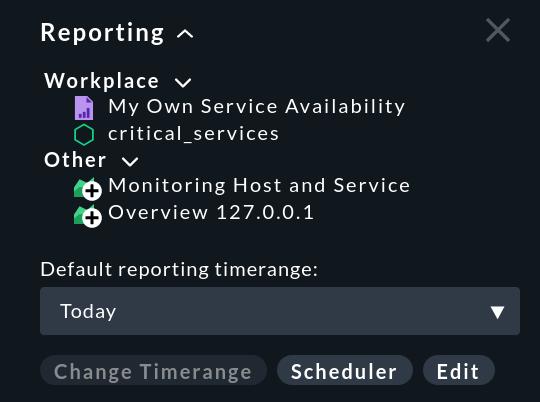 Reporting
Workplace
My Own Service Availability
critical_services
Other
Monitoring Host and Service
Overview 127.0.0.1
Default reporting timerange:
Today
Change Timerange Scheduler Edit